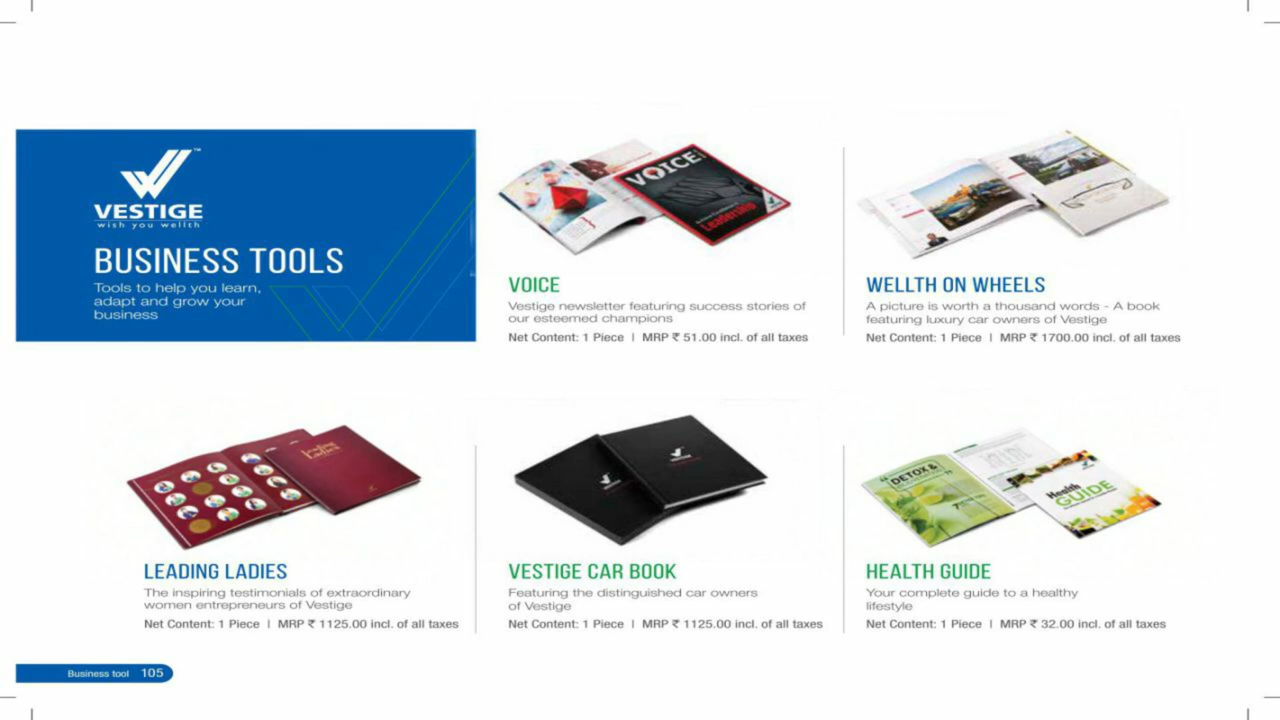 VESTIGE
wish you wellth
BUSINESS TOOLS
Tools to help you learn,
adapt and grow your
business
VOICE
Leadership
VOICE
Vestige newsletter featuring success stories of
our esteemed champions
Net Content: 1 Piece | MRP ₹ 51.00 incl. of all taxes
WELLTH ON WHEELS
A picture is worth a thousand words - A book
featuring luxury car owners of Vestige
Net Content: 1 Piece | MRP ₹ 1700.00 incl. of all taxes
Leading
Ladies
LEADING LADIES
The inspiring testimonials of extraordinary
women entrepreneurs of Vestige
Net Content: 1 Piece | MRP ₹ 1125.00 incl. of all taxes
VESTIGE CAR BOOK
Featuring the distinguished car owners
of Vestige
Net Content: 1 Piece | MRP ₹ 1125.00 incl. of all taxes
DETOX &
Health
GUIDE
HEALTH GUIDE
Your complete guide to a healthy
lifestyle
Net Content: 1 Piece | MRP ₹ 32.00 incl. of all taxes
Business tool 105